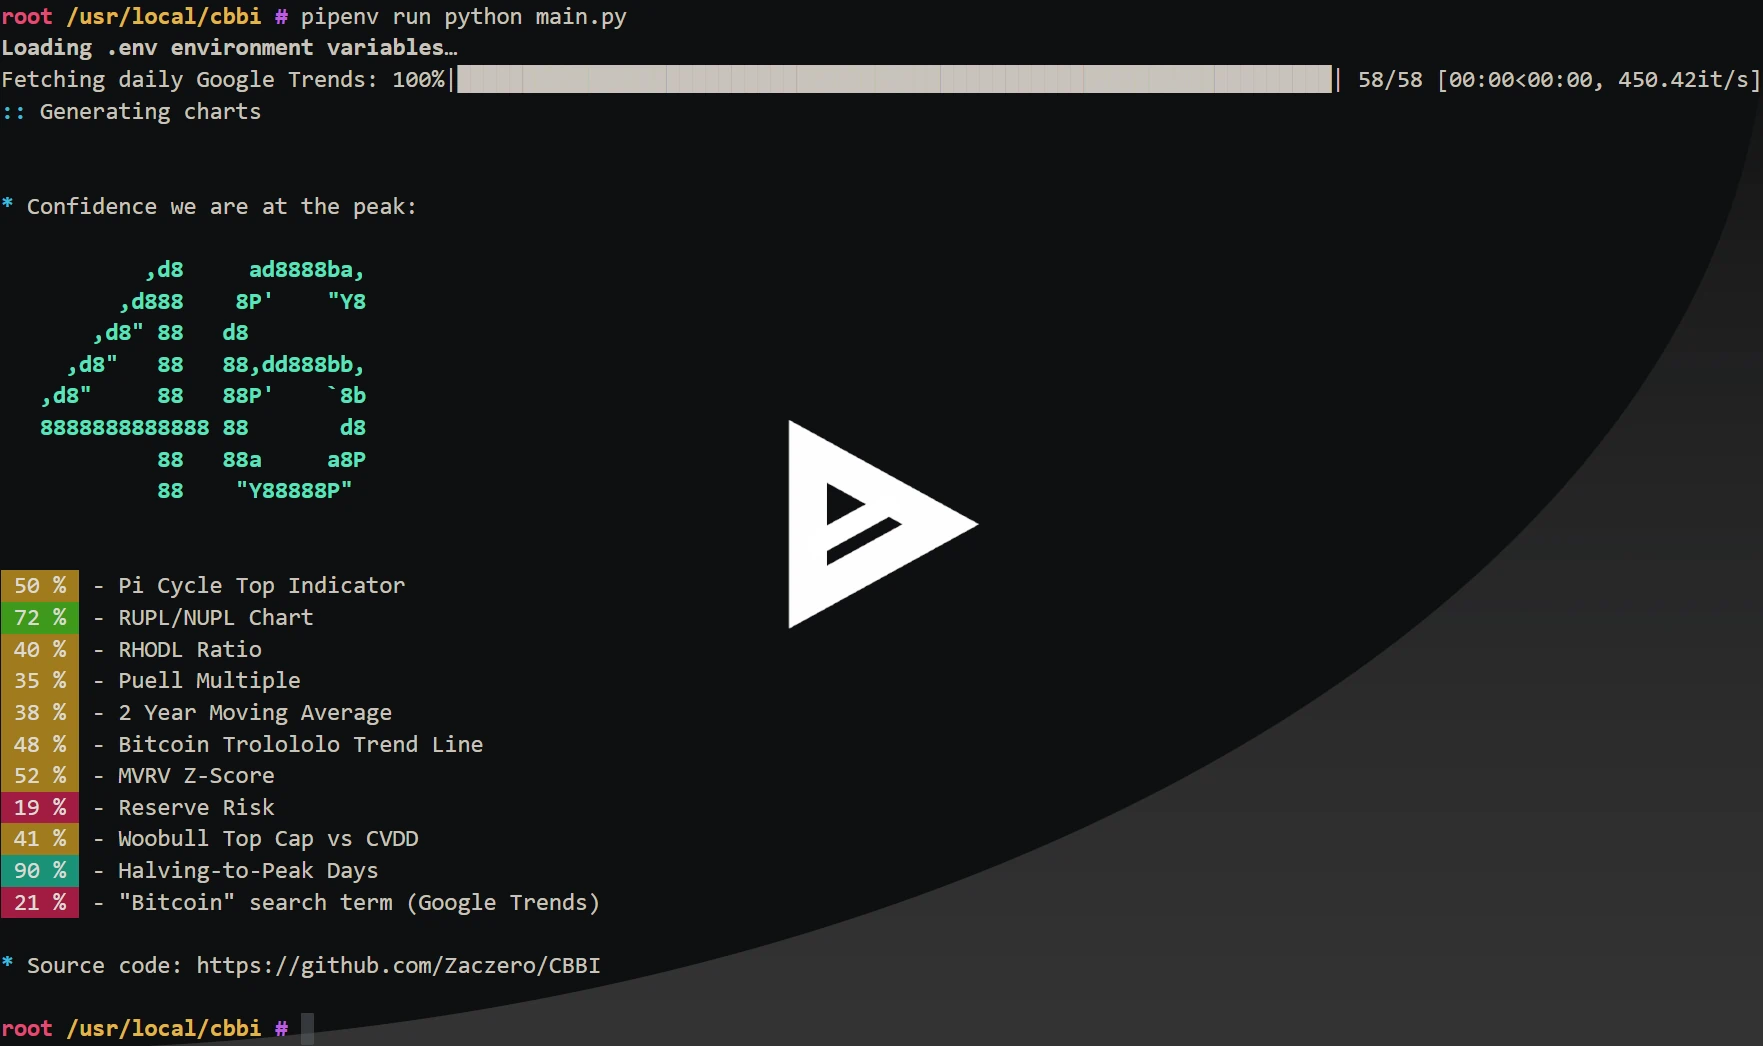 root /usr/local/cbbi # pipenv run python main.py
Loading .env environment variables…
Fetching daily Google Trends: 100%|██████████| 58/58 [00:00<00:00, 450.42it/s]
:: Generating charts
* Confidence we are at the peak:
          ,d8     ad8888ba,
        ,d888    8P'    "Y8
      ,d8" 88   d8
    ,d8"   88   88,dd888bb,
  ,d8"     88   88P'    `8b
  8888888888888 88       d8
           88   88a     a8P
           88    "Y88888P"
50 % - Pi Cycle Top Indicator
72 % - RUPL/NUPL Chart
40 % - RHODL Ratio
35 % - Puell Multiple
38 % - 2 Year Moving Average
48 % - Bitcoin Trolololo Trend Line
52 % - MVRV Z-Score
19 % - Reserve Risk
41 % - Woobull Top Cap vs CVDD
90 % - Halving-to-Peak Days
21 % - "Bitcoin" search term (Google Trends)
* Source code: https://github.com/Zaczero/CBBI
root /usr/local/cbbi #